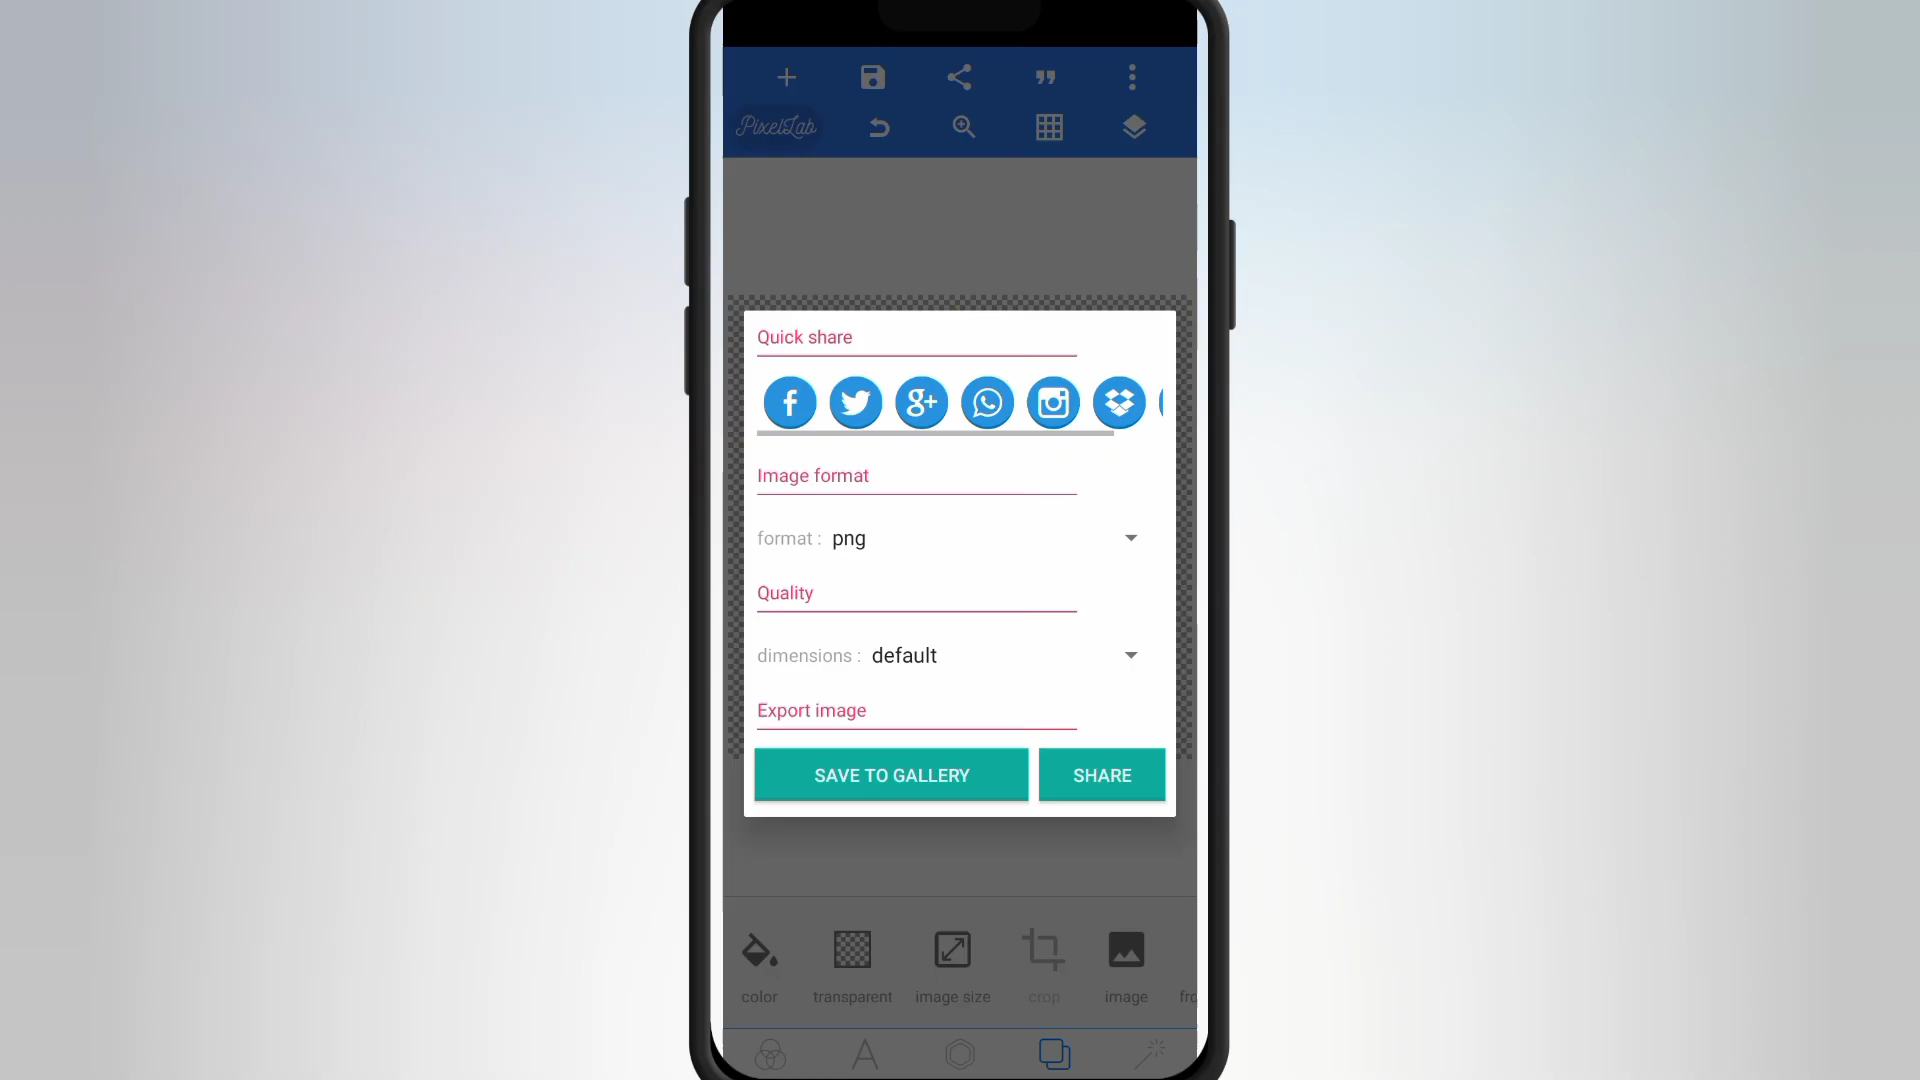 PixelLab
Quick share
Image format
format : png
Quality
dimensions : default
Export image
SAVE TO GALLERY SHARE
color transparent image size crop image fro